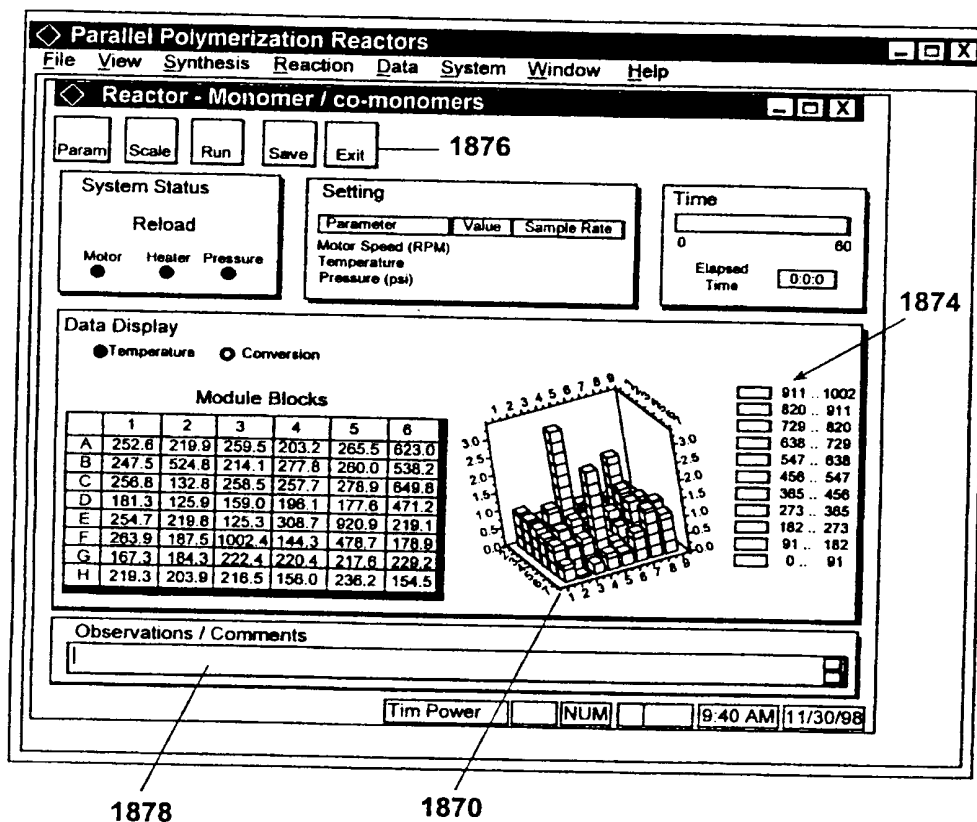 Parallel Polymerization Reactors
File View Synthesis Reaction Data System Window Help
Reactor - Monomer / co-monomers
Param Scale Run Save Exit
1876
System Status
Reload
Motor Heater Pressure
Setting
Parameter Value Sample Rate
Motor Speed (RPM)
Temperature
Pressure (psi)
Time
0 60
Elapsed
Time
0:0:0
1874
Data Display
Temperature Conversion
Module Blocks
1 2 3 4 5 6
A 252.6 219.9 259.5 203.2 265.5 623.0
B 247.5 524.8 214.1 277.8 260.0 538.2
C 256.8 132.8 258.5 257.7 278.9 649.8
D 181.3 125.9 159.0 196.1 177.6 471.2
E 254.7 219.8 125.3 308.7 920.9 219.1
F 263.9 187.5 1002.4 144.3 478.7 178.9
G 167.3 184.3 222.4 220.4 217.6 229.2
H 219.3 203.9 216.5 156.0 236.2 154.5
1 2 3 4 5 6 7 8 9
3.0 3.0
2.5 2.5
2.0 2.0
1.5 1.5
1.0 1.0
0.5 0.5
0.0 0.0
1 2 3 4 5 6 7 8 9
911 .. 1002
820 .. 911
729 .. 820
638 .. 729
547 .. 638
456 .. 547
365 .. 456
273 .. 365
182 .. 273
91 .. 182
0 .. 91
Observations / Comments
Tim Power NUM 9:40 AM 11/30/98
1878
1870